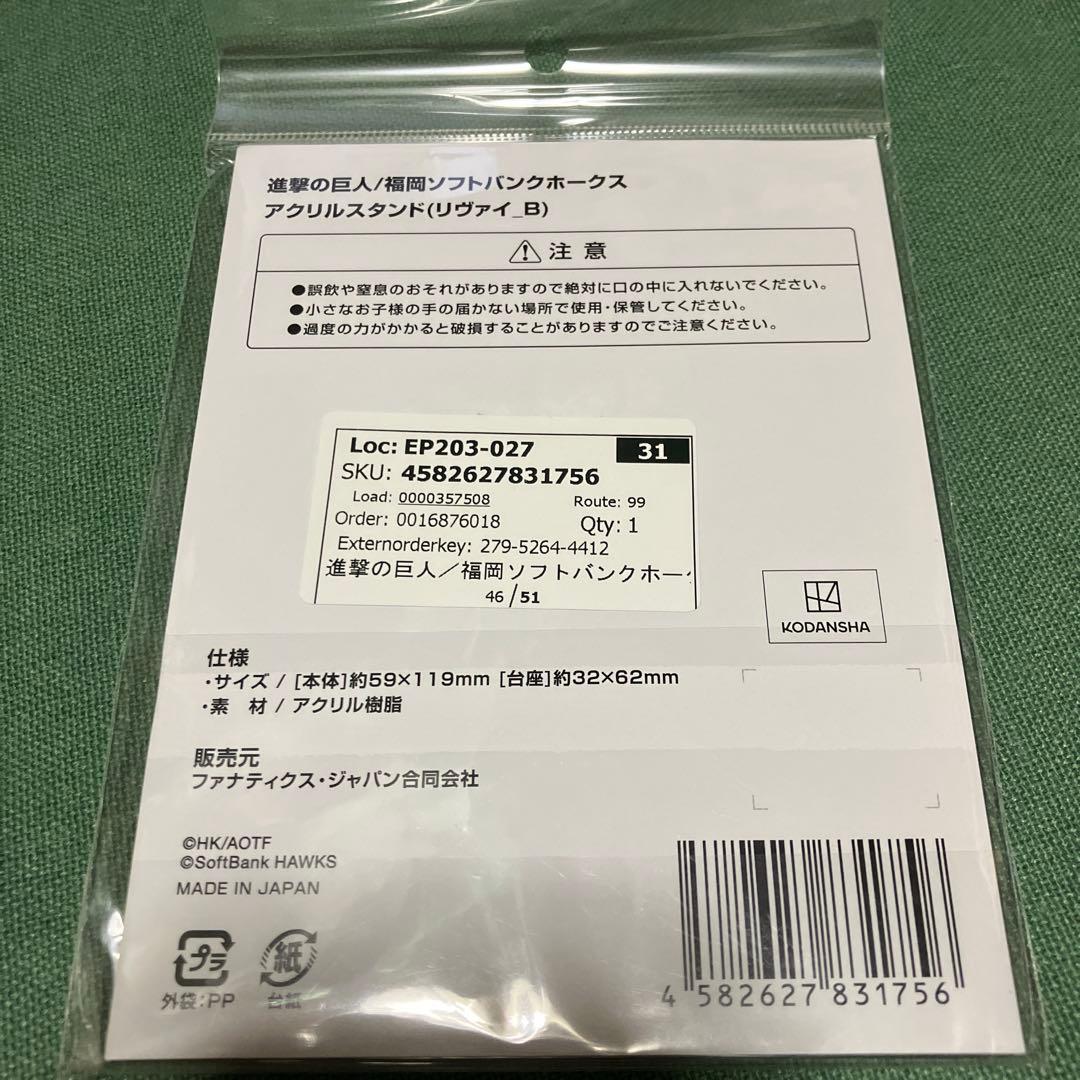 進撃の巨人/福岡ソフトバンクホークス
アクリルスタンド(リヴァイ_B)
注意
●誤飲や窒息のおそれがありますので絶対に口の中に入れないでください。
●小さなお子様の手の届かない場所で使用・保管してください。
●過度の力がかかると破損することがありますのでご注意ください。
Loc: EP203-027 31
SKU: 4582627831756
Load: 0000357508 Route: 99
Order: 0016876018 Qty: 1
Externorderkey: 279-5264-4412
進撃の巨人／福岡ソフトバンクホー
46/51
KODANSHA
仕様
・サイズ / [本体]約59×119mm [台座]約32×62mm
・素 材 / アクリル樹脂
販売元
ファナティクス・ジャパン合同会社
©HK/AOTF
©SoftBank HAWKS
MADE IN JAPAN
プラ 紙
外袋:PP 台紙
4 582627 831756